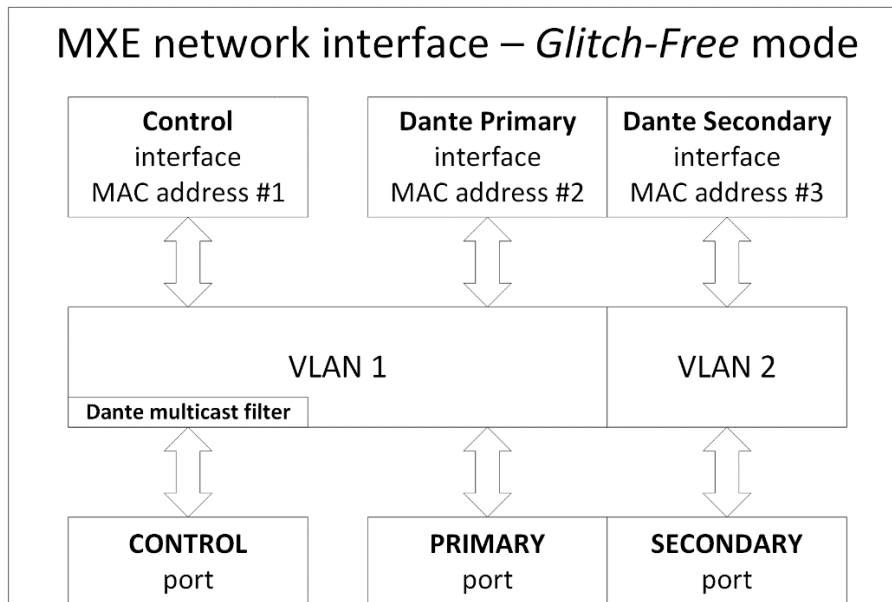 MXE network interface – Glitch-Free mode
Control
interface
MAC address #1
Dante Primary
interface
MAC address #2
Dante Secondary
interface
MAC address #3
VLAN 1
VLAN 2
Dante multicast filter
CONTROL
port
PRIMARY
port
SECONDARY
port